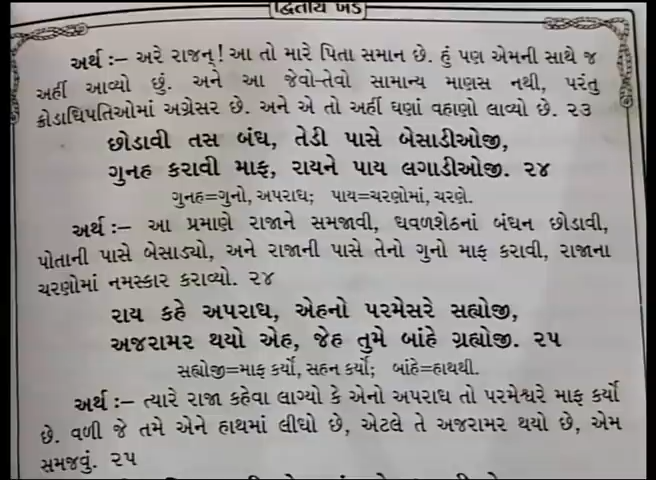 દ્વિતીય ખંડ
અર્થ :– અરે રાજન્! આ તો મારે પિતા સમાન છે. હું પણ એમની સાથે જ
અહીં આવ્યો છું. અને આ જેવો-તેવો સામાન્ય માણસ નથી, પરંતુ
ક્રોડાધિપતિઓમાં અગ્રેસર છે. અને એ તો અહીં ઘણાં વહાણો લાવ્યો છે. ૨૩
છોડાવી તસ બંધ, તેડી પાસે બેસાડીઓજી,
ગુનહ કરાવી માફ, રાયને પાય લગાડીઓજી. ૨૪
ગુનહ=ગુનો, અપરાધ; પાય=ચરણોમાં, ચરણે.
અર્થ :– આ પ્રમાણે રાજાને સમજાવી, ધવળશેઠનાં બંધન છોડાવી,
પોતાની પાસે બેસાડ્યો, અને રાજાની પાસે તેનો ગુનો માફ કરાવી, રાજાના
ચરણોમાં નમસ્કાર કરાવ્યો. ૨૪
રાય કહે અપરાધ, એહનો પરમેસરે સહ્યોજી,
અજરામર થયો એહ, જેહ તુમે બાંહે ગ્રહ્યોજી. ૨૫
સહ્યોજી=માફ કર્યો, સહન કર્યો; બાંહે=હાથથી.
અર્થ :– ત્યારે રાજા કહેવા લાગ્યો કે એનો અપરાધ તો પરમેશ્વરે માફ કર્યો
છે. વળી જે તમે એને હાથમાં લીધો છે, એટલે તે અજરામર થયો છે, એમ
સમજવું. ૨૫